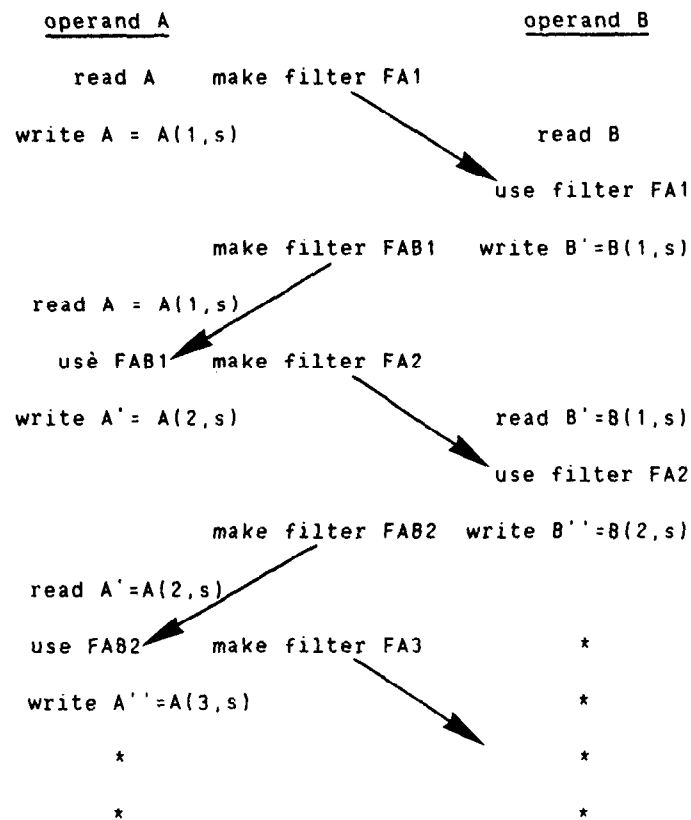 operand A operand B
read A make filter FA1
write A = A(1,s) read B
use filter FA1
make filter FAB1 write B'=B(1,s)
read A = A(1,s)
usè FAB1 make filter FA2
write A'= A(2,s) read B'=B(1,s)
use filter FA2
make filter FAB2 write B''=B(2,s)
read A'=A(2,s)
use FAB2 make filter FA3 *
write A''=A(3,s) *
* *
* *